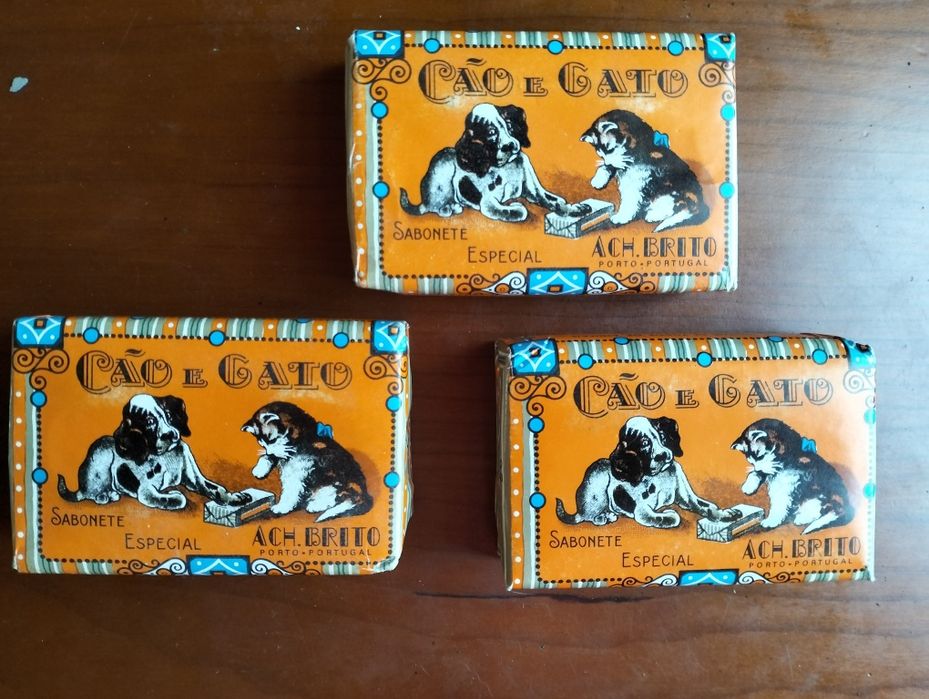 CÃO E GATO
SABONETE
ESPECIAL
ACH. BRITO
PORTO • PORTUGAL
CÃO E GATO
SABONETE
ESPECIAL
ACH. BRITO
PORTO • PORTUGAL
CÃO E GATO
SABONETE
ESPECIAL
ACH. BRITO
PORTO • PORTUGAL